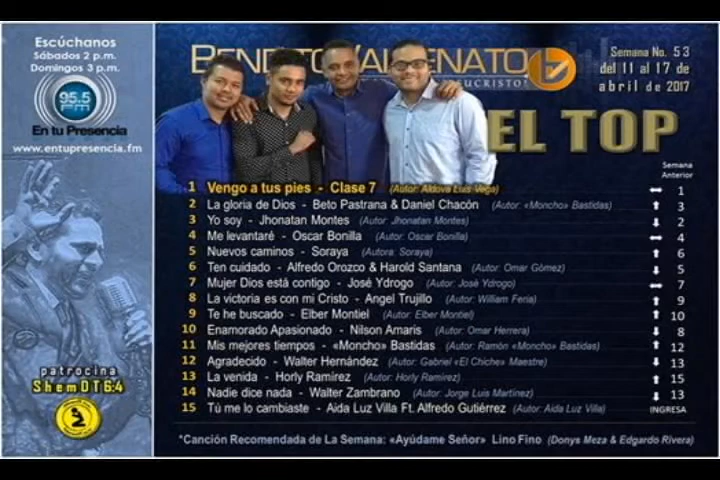 Escúchanos
Sábados 2 p.m.
Domingos 3 p.m.
95.5
FM
En tu Presencia
www.entupresencia.fm
patrocina
ShemDT6:4
Semana No. 53
del 11 al 17 de
abril de 2017
EL TOP
Semana
Anterior
1 Vengo a tus pies - Clase 7 (Autor: Aldova Luis Vega) 1
2 La gloria de Dios - Beto Pastrana & Daniel Chacón (Autor: «Moncho» Bastidas) 3
3 Yo soy - Jhonatan Montes (Autor: Jhonatan Montes) 2
4 Me levantaré - Oscar Bonilla (Autor: Oscar Bonilla) 4
5 Nuevos caminos - Soraya (Autora: Soraya) 6
6 Ten cuidado - Alfredo Orozco & Harold Santana (Autor: Omar Gómez) 5
7 Mujer Dios está contigo - José Ydrogo (Autor: José Ydrogo) 7
8 La victoria es con mi Cristo - Angel Trujillo (Autor: William Feria) 9
9 Te he buscado - Elber Montiel (Autor: Elber Montiel) 10
10 Enamorado Apasionado - Nilson Amaris (Autor: Omar Herrera) 8
11 Mis mejores tiempos - «Moncho» Bastidas (Autor: Ramón «Moncho» Bastidas) 12
12 Agradecido - Walter Hernández (Autor: Gabriel «El Chiche» Maestre) 13
13 La venida - Horly Ramírez (Autor: Horly Ramírez) 15
14 Nadie dice nada - Walter Zambrano (Autor: Jorge Luis Martínez) 13
15 Tú me lo cambiaste - Aida Luz Villa Ft. Alfredo Gutiérrez (Autor: Aida Luz Villa) INGRESA
*Canción Recomendada de La Semana: «Ayúdame Señor» Lino Fino (Donys Meza & Edgardo Rivera)